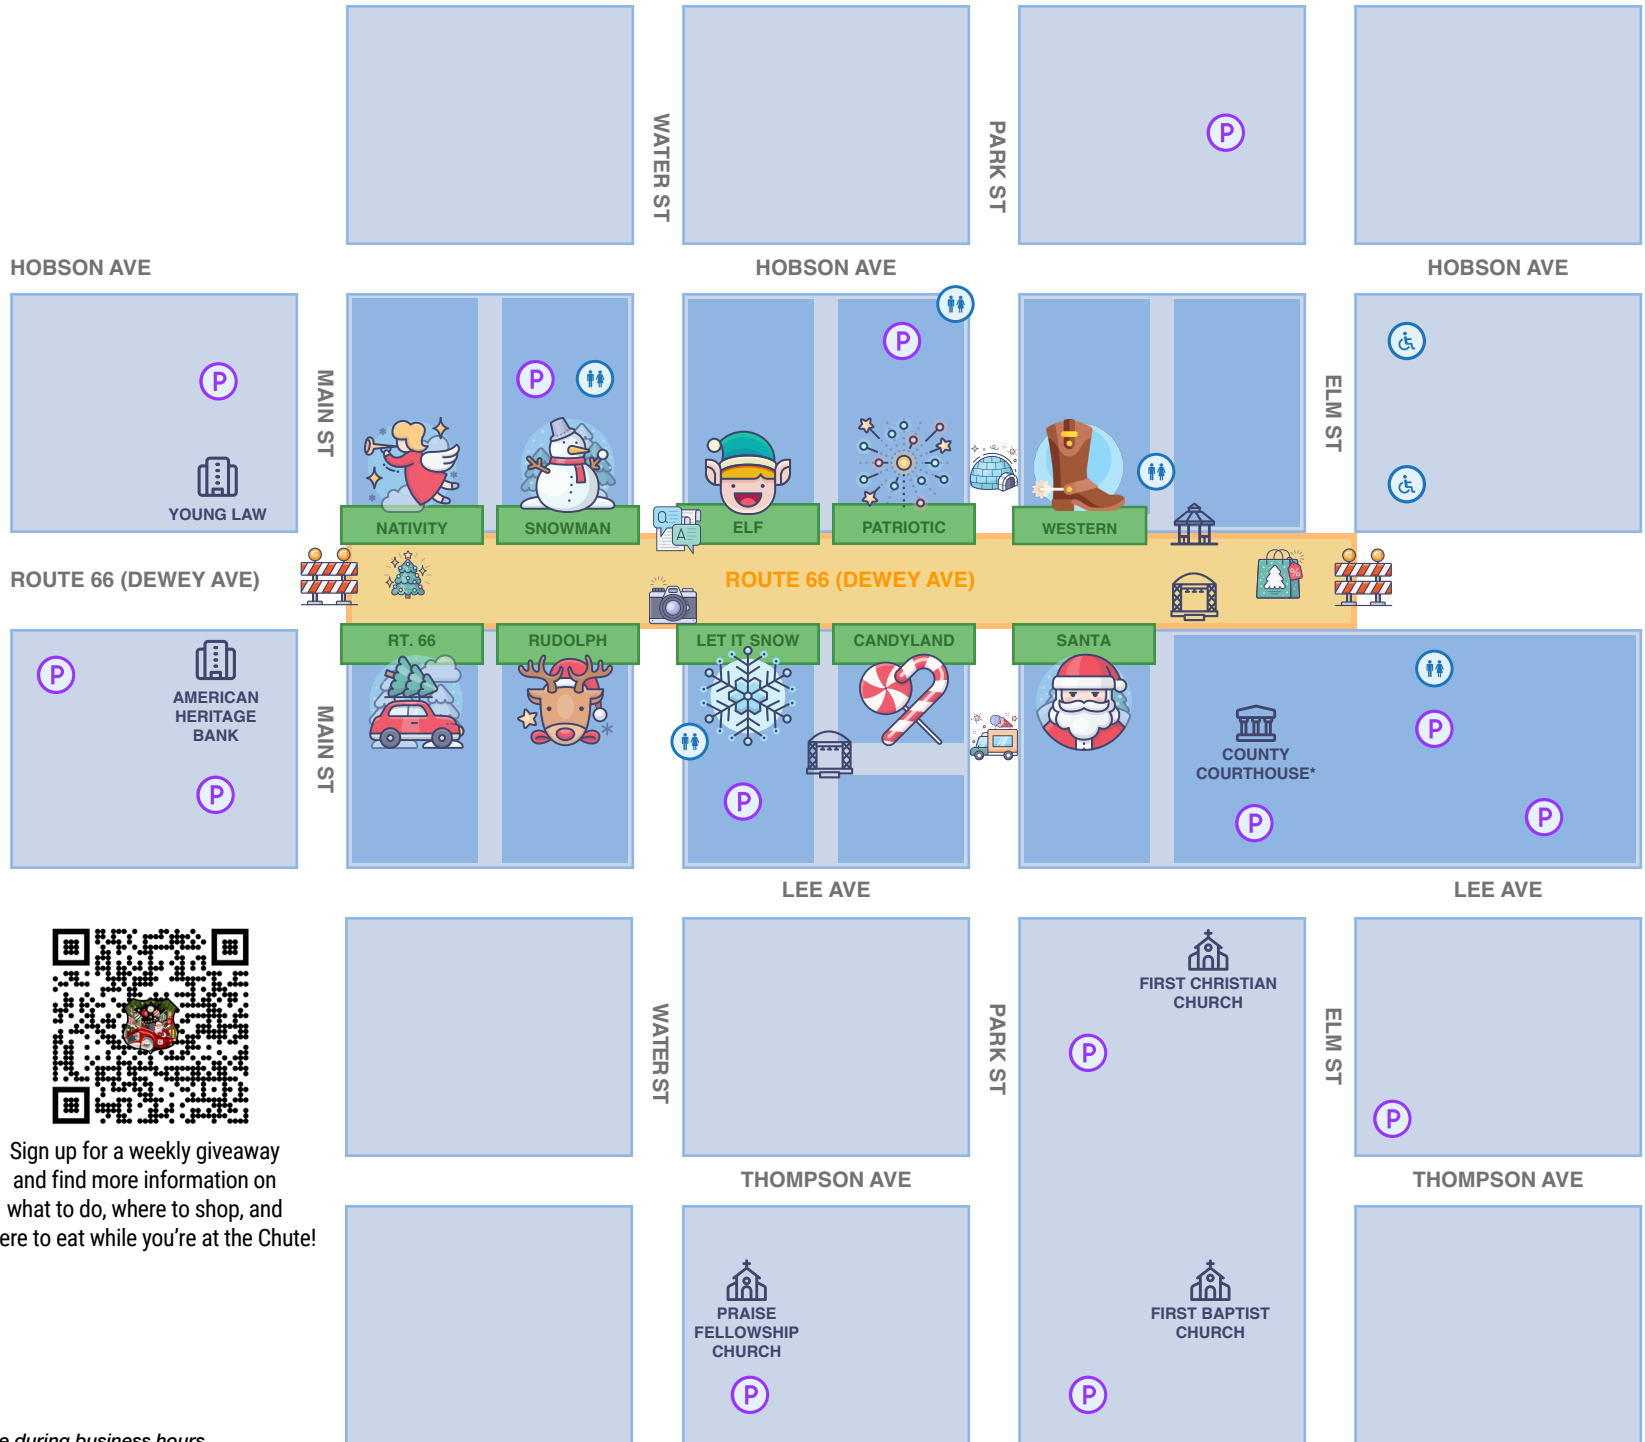 WATER ST
PARK ST
P
HOBSON AVE
HOBSON AVE
HOBSON AVE
P
P
P
MAIN ST
ELM ST
YOUNG LAW
NATIVITY
SNOWMAN
Q
A
ELF
PATRIOTIC
WESTERN
ROUTE 66 (DEWEY AVE)
ROUTE 66 (DEWEY AVE)
%
RT. 66
RUDOLPH
LET IT SNOW
CANDYLAND
SANTA
P
AMERICAN
HERITAGE
BANK
P
MAIN ST
P
COUNTY
COURTHOUSE*
P
P
P
LEE AVE
LEE AVE
FIRST CHRISTIAN
CHURCH
WATER ST
PARK ST
ELM ST
P
P
Sign up for a weekly giveaway
and find more information on
what to do, where to shop, and
ere to eat while you're at the Chute!
THOMPSON AVE
THOMPSON AVE
PRAISE
FELLOWSHIP
CHURCH
P
FIRST BAPTIST
CHURCH
P
e during business hours